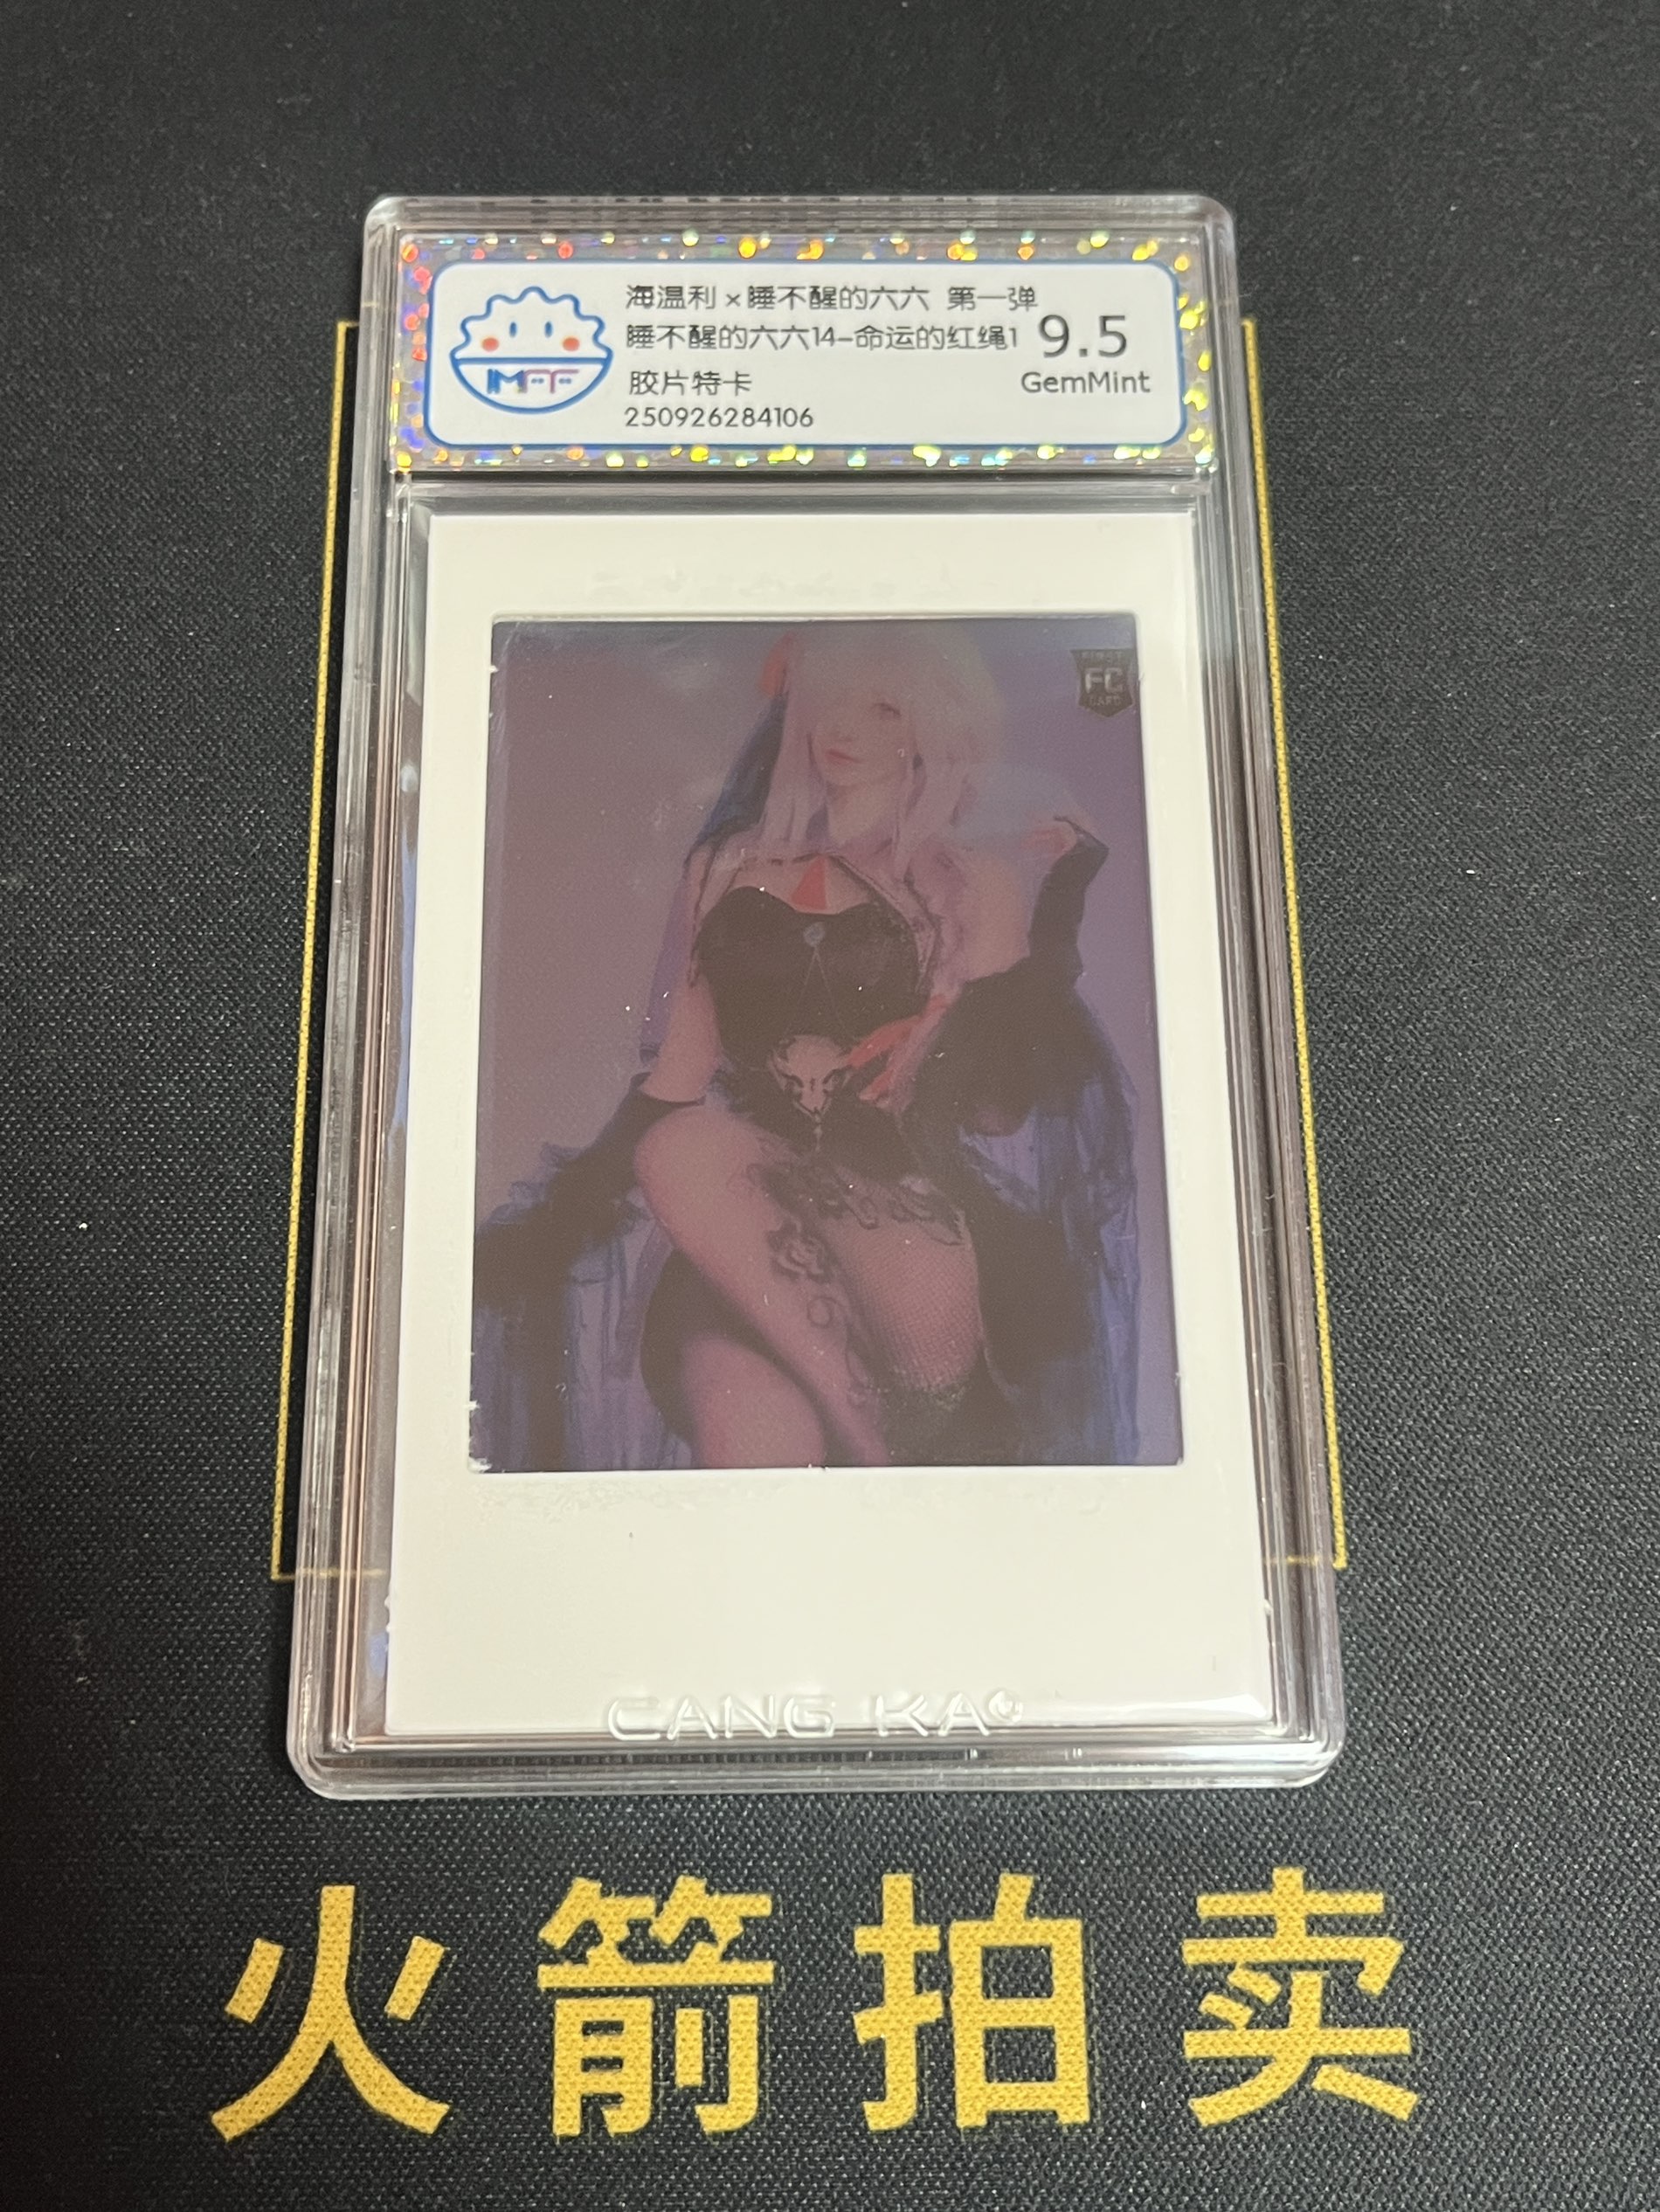 海温利×睡不醒的六六 第一弹
睡不醒的六六14-命运的红绳1
9.5
胶片特卡
GemMint
250926284106
FIRST
FC
CARD
CANG KA
火箭拍卖